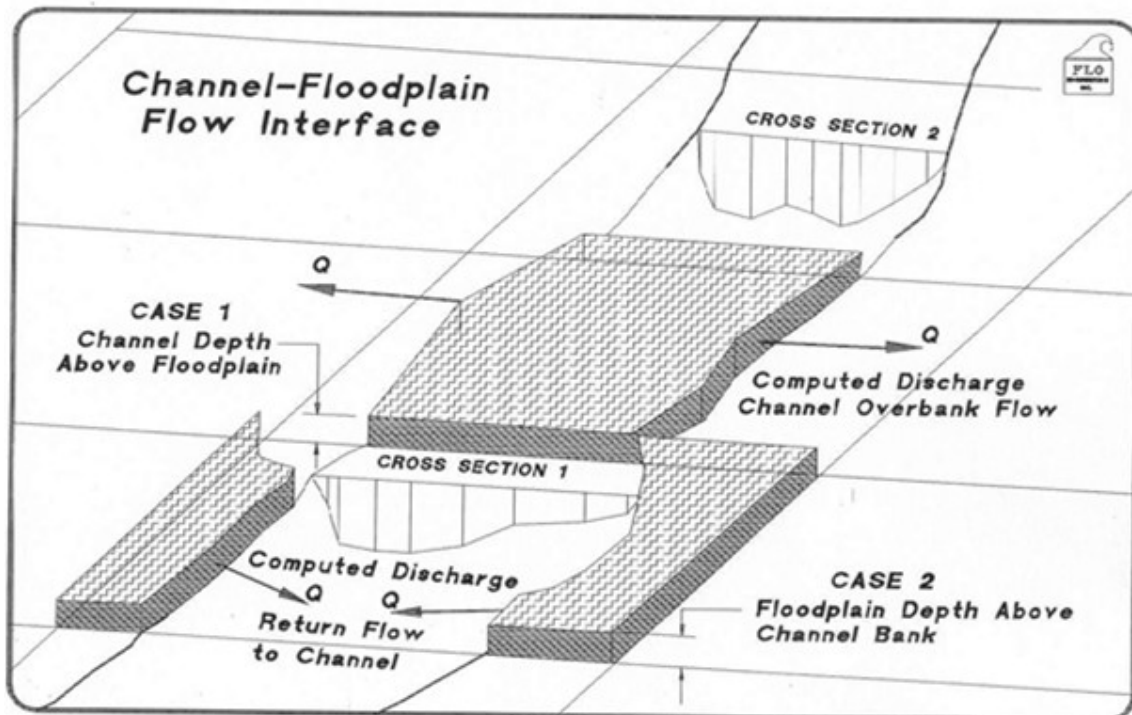 Channel-Floodplain
Flow Interface
FLO
CROSS SECTION 2
Q
CASE 1
Channel Depth
Above Floodplain
Q
Computed Discharge
Channel Overbank Flow
CROSS SECTION 1
Computed Discharge
Q Q
Return Flow
to Channel
CASE 2
Floodplain Depth Above
Channel Bank